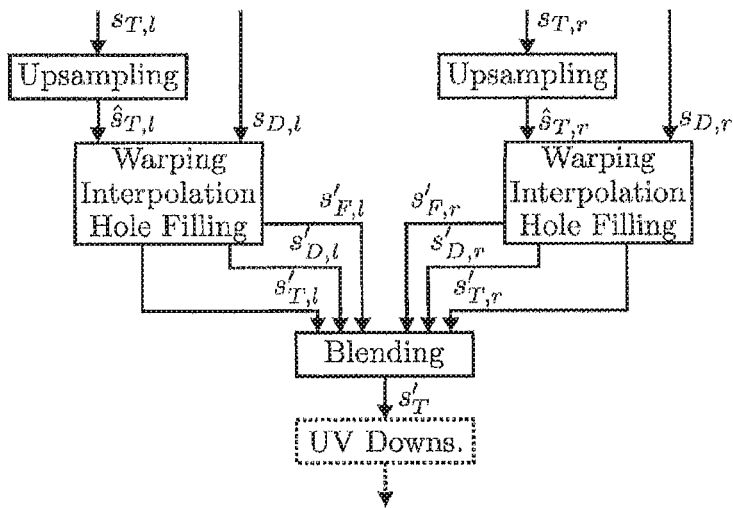 s_{T,l} s_{T,r}
Upsampling Upsampling
ŝ_{T,l} s_{D,l} ŝ_{T,r} s_{D,r}
Warping
Interpolation
Hole Filling
Warping
Interpolation
Hole Filling
s'_{F,l} s'_{F,r}
s'_{D,l} s'_{D,r}
s'_{T,l} s'_{T,r}
Blending
s'_T
UV Downs.